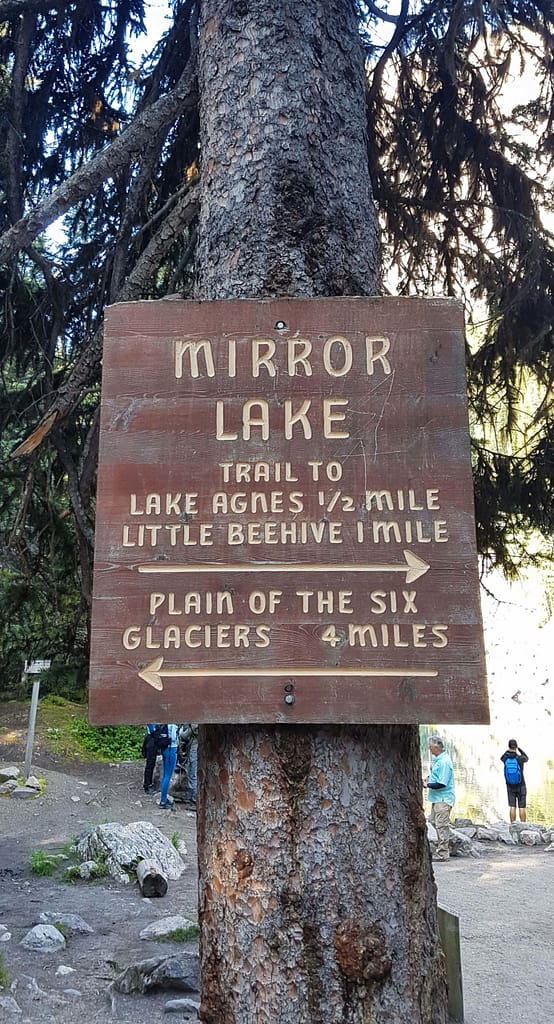 MIRROR
LAKE
TRAIL TO
LAKE AGNES 1/2 MILE
LITTLE BEEHIVE 1 MILE
PLAIN OF THE SIX
GLACIERS 4 MILES